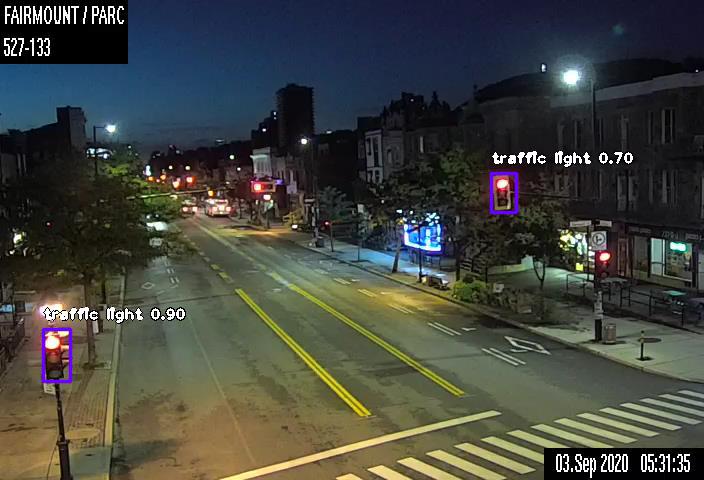 FAIRMOUNT / PARC
527-133
traffic light 0.70
traffic light 0.90
03.Sep 2020 05:31:35